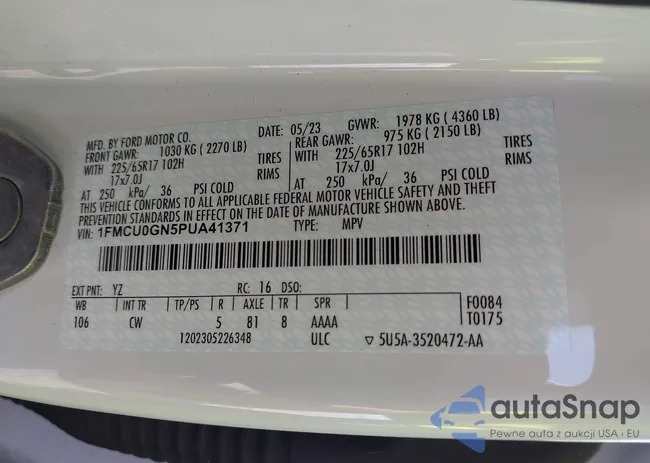 MFD. BY FORD MOTOR CO.
DATE: 05/23 GVWR: 1978 KG ( 4360 LB)
FRONT GAWR: 1030 KG ( 2270 LB) REAR GAWR: 975 KG ( 2150 LB)
WITH 225/65R17 102H TIRES WITH 225/65R17 102H TIRES
17x7.0J RIMS 17x7.0J RIMS
AT 250 kPa/ 36 PSI COLD AT 250 kPa/ 36 PSI COLD
THIS VEHICLE CONFORMS TO ALL APPLICABLE FEDERAL MOTOR VEHICLE SAFETY AND THEFT
PREVENTION STANDARDS IN EFFECT ON THE DATE OF MANUFACTURE SHOWN ABOVE.
VIN: 1FMCU0GN5PUA41371 TYPE: MPV
EXT PNT: YZ RC: 16 DSO:
WB INT TR TP/PS R AXLE TR SPR F0084
106 CW 5 81 8 AAAA T0175
1202305226348 ULC ▽ 5U5A-3520472-AA
autaSnap
Pewne auta z aukcji USA i EU